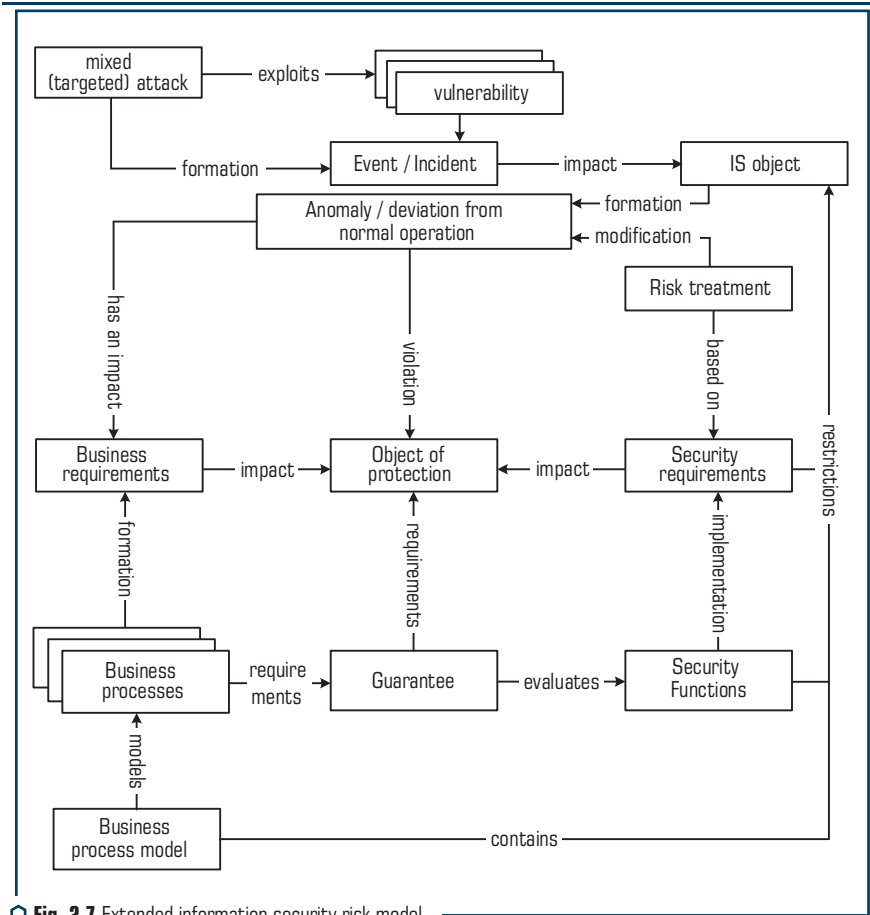 mixed
(targeted) attack
exploits
vulnerability
formation
Event / Incident
impact
IS object
Anomaly / deviation from
normal operation
formation
modification
Risk treatment
has an impact
violation
based on
restrictions
Business
requirements
impact
Object of
protection
impact
Security
requirements
formation
requirements
implementation
Business
processes
require
ments
Guarantee
evaluates
Security
Functions
models
Business
process model
contains
Fig. 2.7 Extended information security risk model